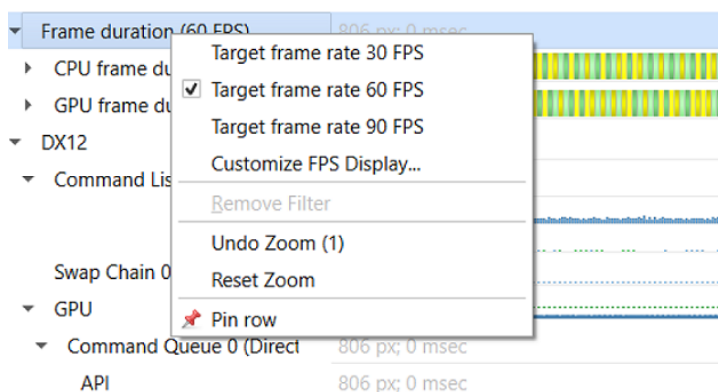 Frame duration (60 FPS)
806 px; 0 msec
Target frame rate 30 FPS
CPU frame du
Target frame rate 60 FPS
GPU frame du
Target frame rate 90 FPS
DX12
Customize FPS Display...
Command Lis
Remove Filter
Undo Zoom (1)
Swap Chain 0
Reset Zoom
GPU
Pin row
Command Queue 0 (Direct
806 px; 0 msec
API
806 px; 0 msec